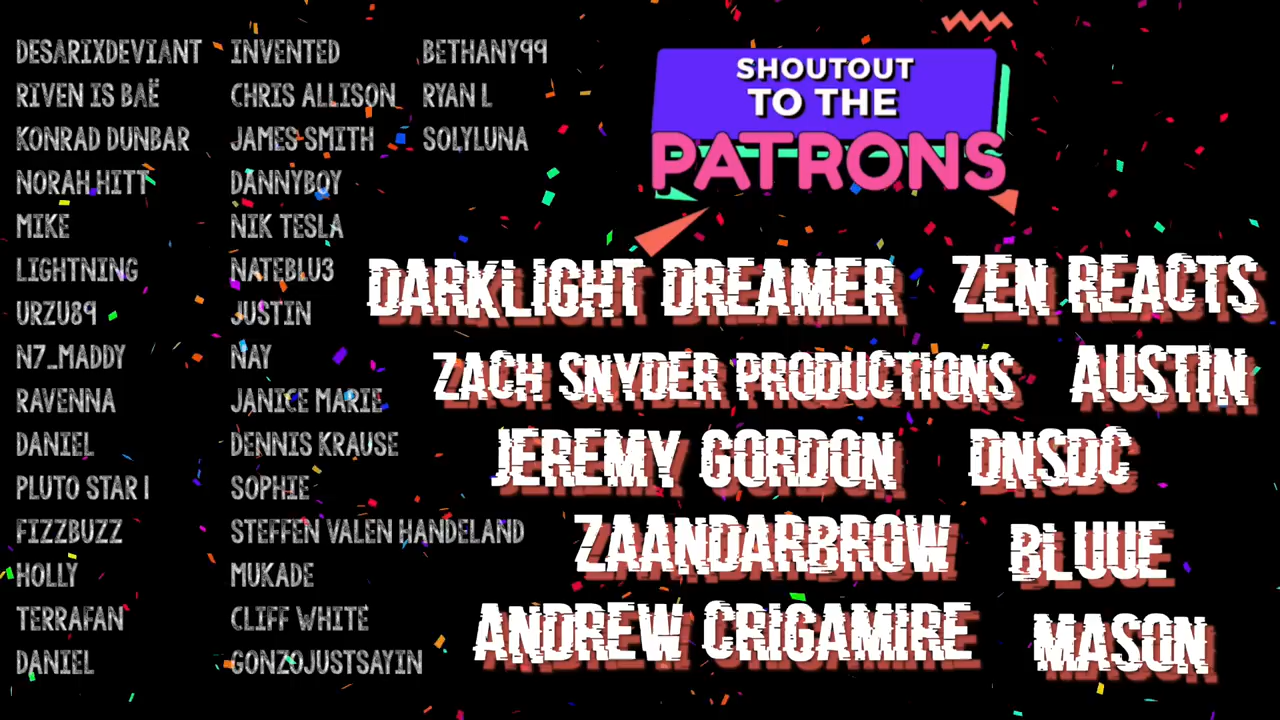 DESARIXDEVIANT
RIVEN IS BAË
KONRAD DUNBAR
NORAH HITT
MIKE
LIGHTNING
URZU89
N7_MADDY
RAVENNA
DANIEL
PLUTO STAR I
FIZZBUZZ
HOLLY
TERRAFAN
DANIEL
INVENTED
CHRIS ALLISON
JAMES SMITH
DANNYBOY
NIK TESLA
NATEBLU3
JUSTIN
NAY
JANICE MARIE
DENNIS KRAUSE
SOPHIE
STEFFEN VALEN HANDELAND
MUKADE
CLIFF WHITE
GONZOJUSTSAYIN
BETHANY99
RYAN L
SOLYLUNA
SHOUTOUT
TO THE
PATRONS
DARKLIGHT DREAMER
ZEN REACTS
ZACH SNYDER PRODUCTIONS
AUSTIN
JEREMY GORDON
DNSDC
ZAANDARBROW
BLUUE
ANDREW CRIGAMIRE
MASON